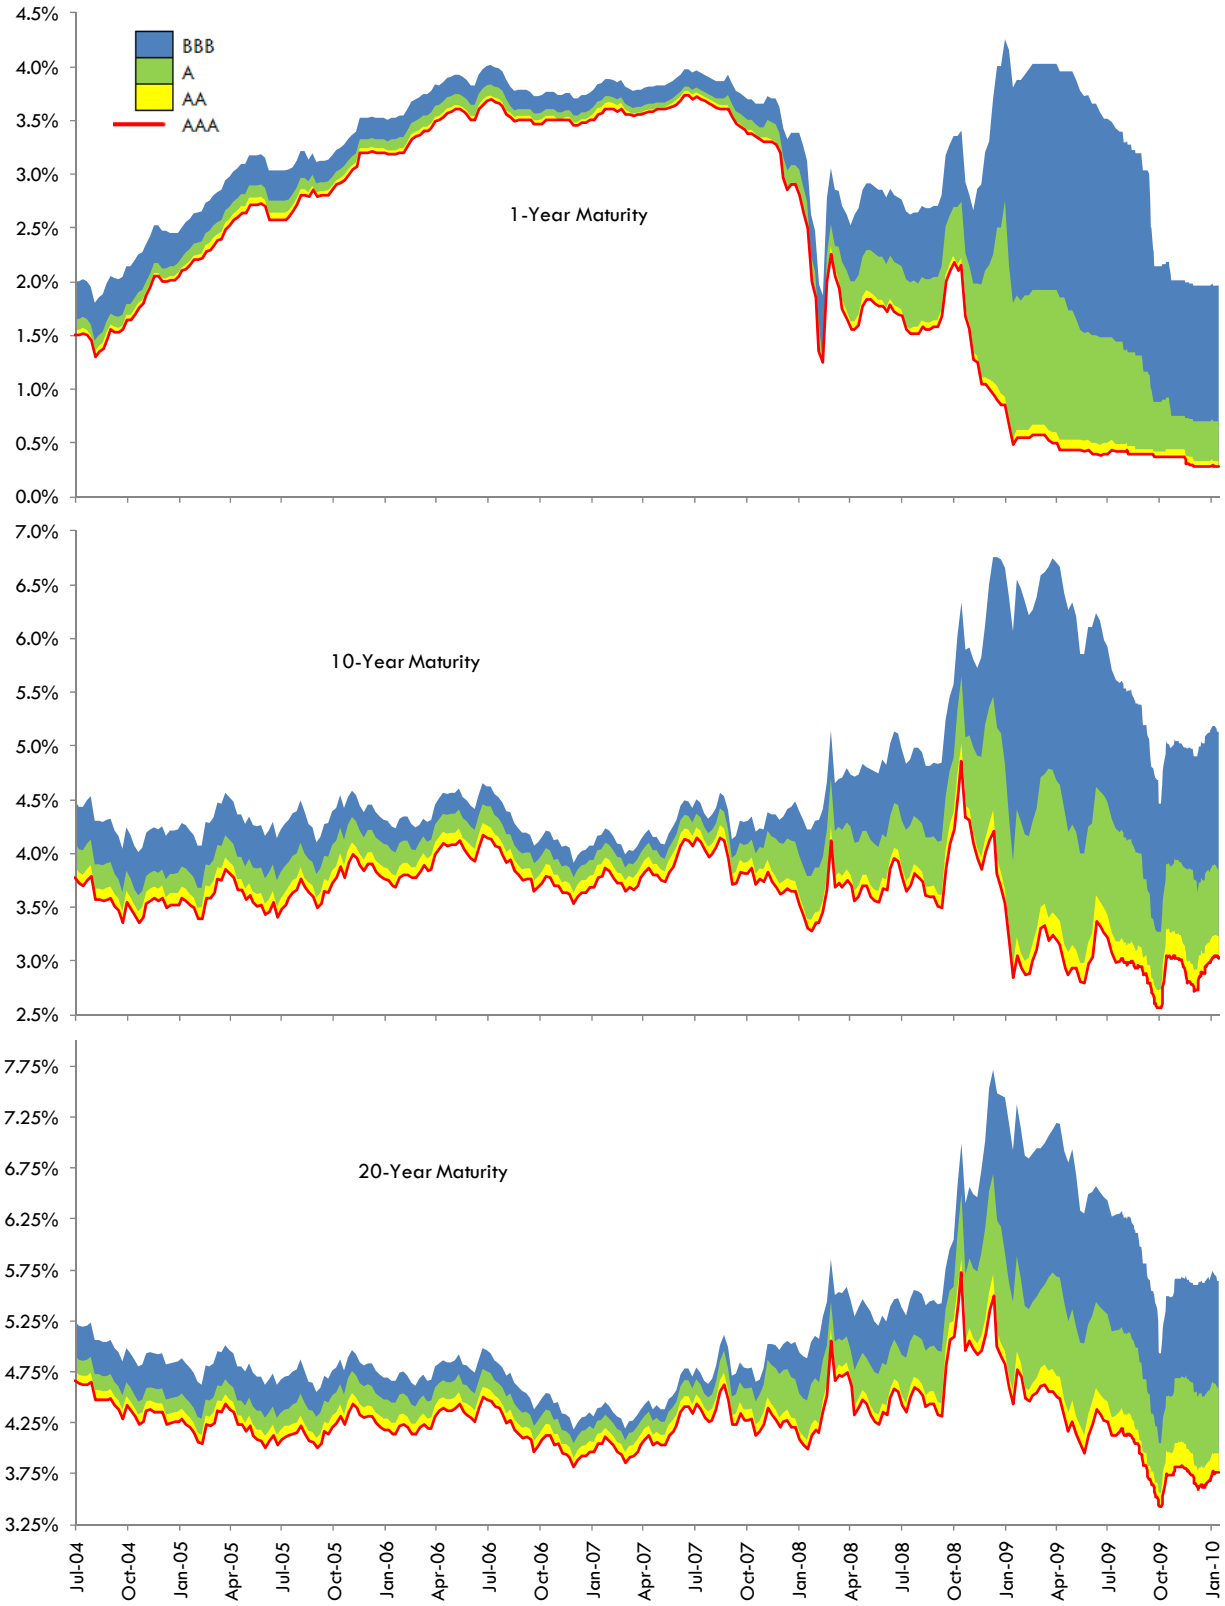 4.5%
4.0%
3.5%
3.0%
2.5%
2.0%
1.5%
1.0%
0.5%
0.0%
BBB
A
AA
AAA
1-Year Maturity
7.0%
6.5%
6.0%
5.5%
5.0%
4.5%
4.0%
3.5%
3.0%
2.5%
10-Year Maturity
7.75%
7.25%
6.75%
6.25%
5.75%
5.25%
4.75%
4.25%
3.75%
3.25%
20-Year Maturity
Jul-04
Oct-04
Jan-05
Apr-05
Jul-05
Oct-05
Jan-06
Apr-06
Jul-06
Oct-06
Jan-07
Apr-07
Jul-07
Oct-07
Jan-08
Apr-08
Jul-08
Oct-08
Jan-09
Apr-09
Jul-09
Oct-09
Jan-10